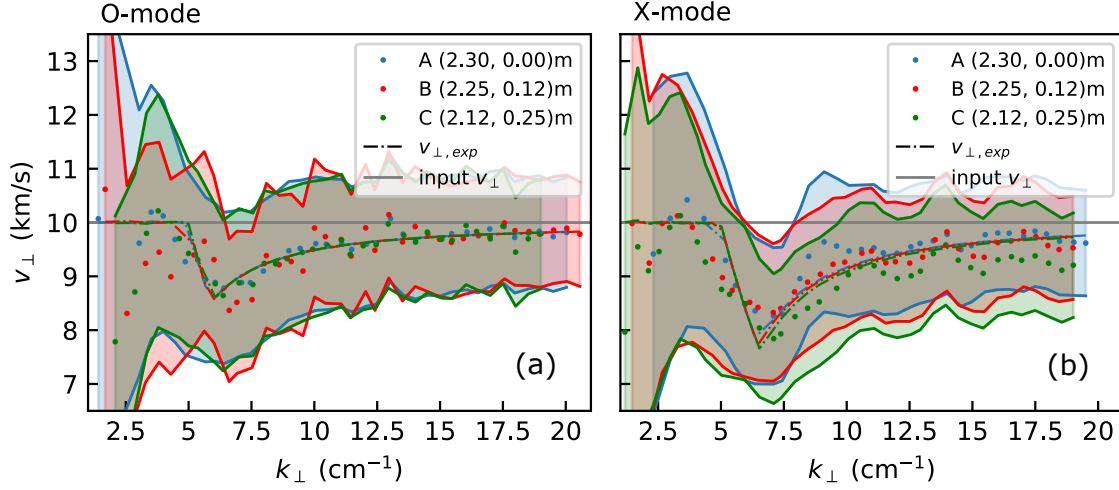 O-mode
X-mode
13
12
11
10
9
8
7
v⊥ (km/s)
A (2.30, 0.00)m
B (2.25, 0.12)m
C (2.12, 0.25)m
v⊥,exp
input v⊥
(a)
2.5 5 7.5 10 12.5 15 17.5 20
k⊥ (cm⁻¹)
A (2.30, 0.00)m
B (2.25, 0.12)m
C (2.12, 0.25)m
v⊥,exp
input v⊥
(b)
2.5 5 7.5 10 12.5 15 17.5 20
k⊥ (cm⁻¹)